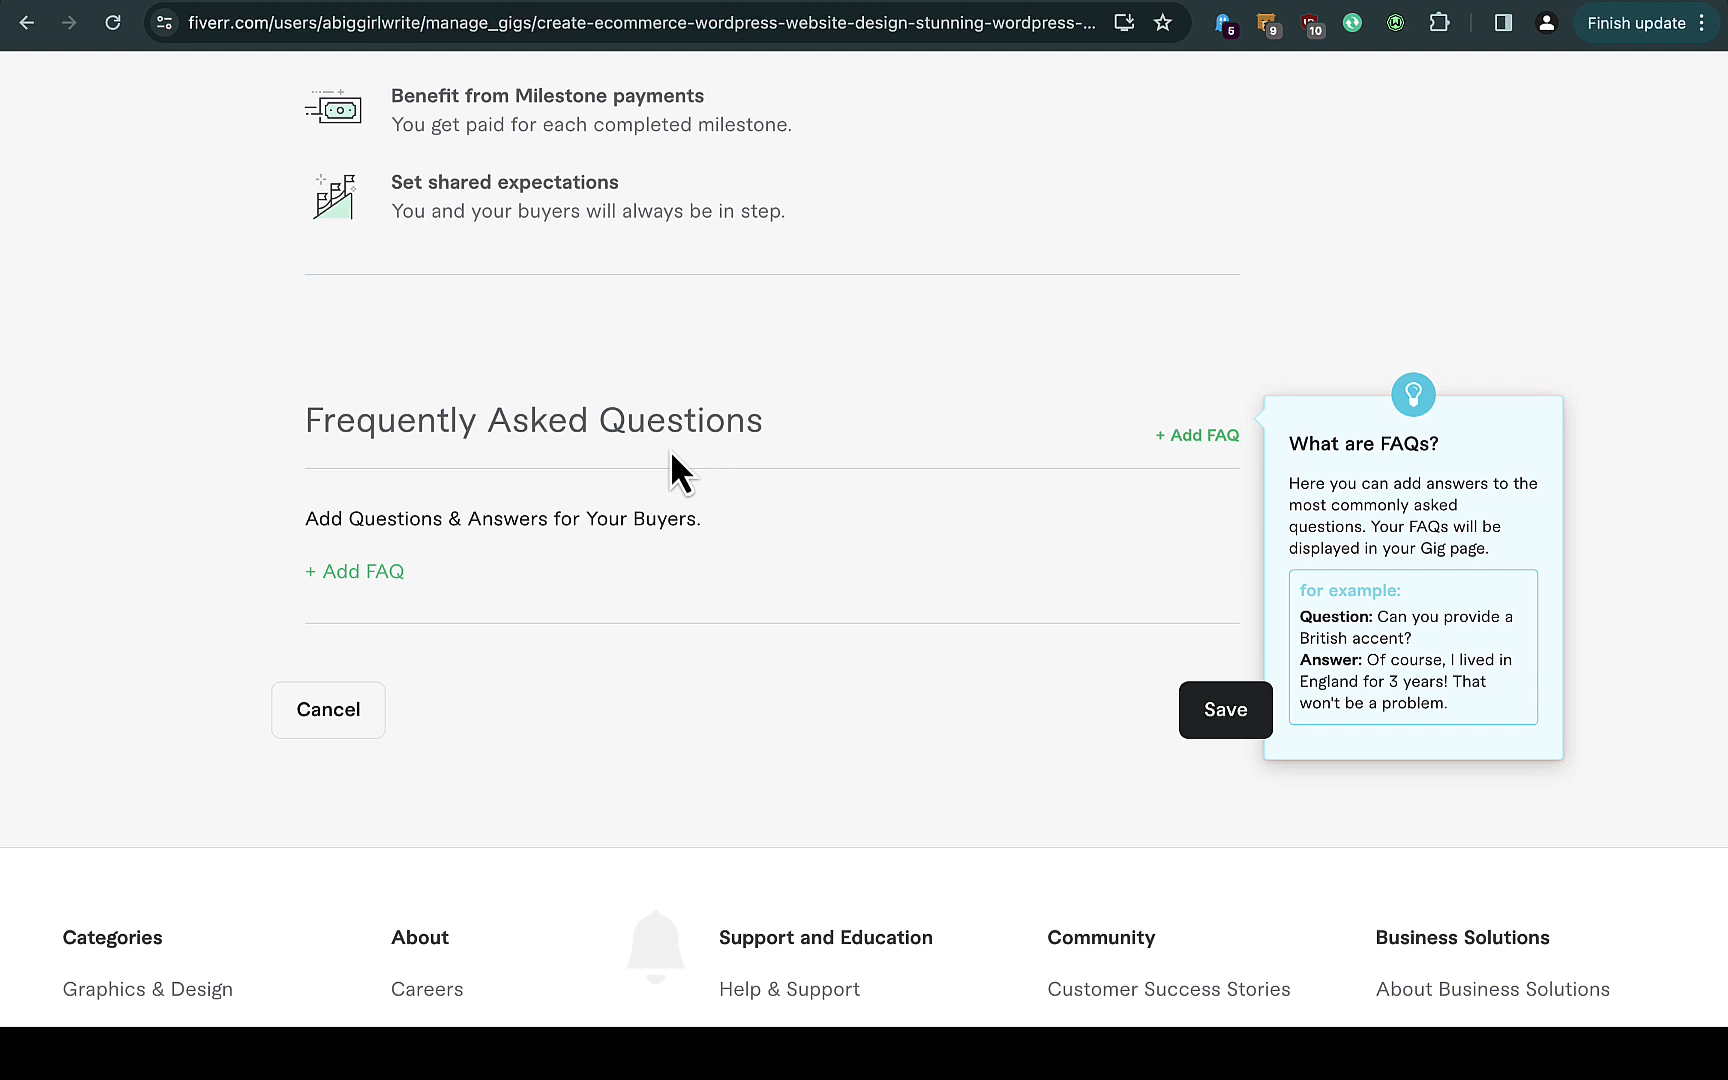 fiverr.com/users/abiggirlwrite/manage_gigs/create-ecommerce-wordpress-website-design-stunning-wordpress-...
5
9
10
Finish update
Benefit from Milestone payments
You get paid for each completed milestone.
Set shared expectations
You and your buyers will always be in step.
Frequently Asked Questions
+ Add FAQ
Add Questions & Answers for Your Buyers.
+ Add FAQ
Cancel
Save
What are FAQs?
Here you can add answers to the
most commonly asked
questions. Your FAQs will be
displayed in your Gig page.
for example:
Question: Can you provide a
British accent?
Answer: Of course, I lived in
England for 3 years! That
won't be a problem.
Categories
About
Support and Education
Community
Business Solutions
Graphics & Design
Careers
Help & Support
Customer Success Stories
About Business Solutions